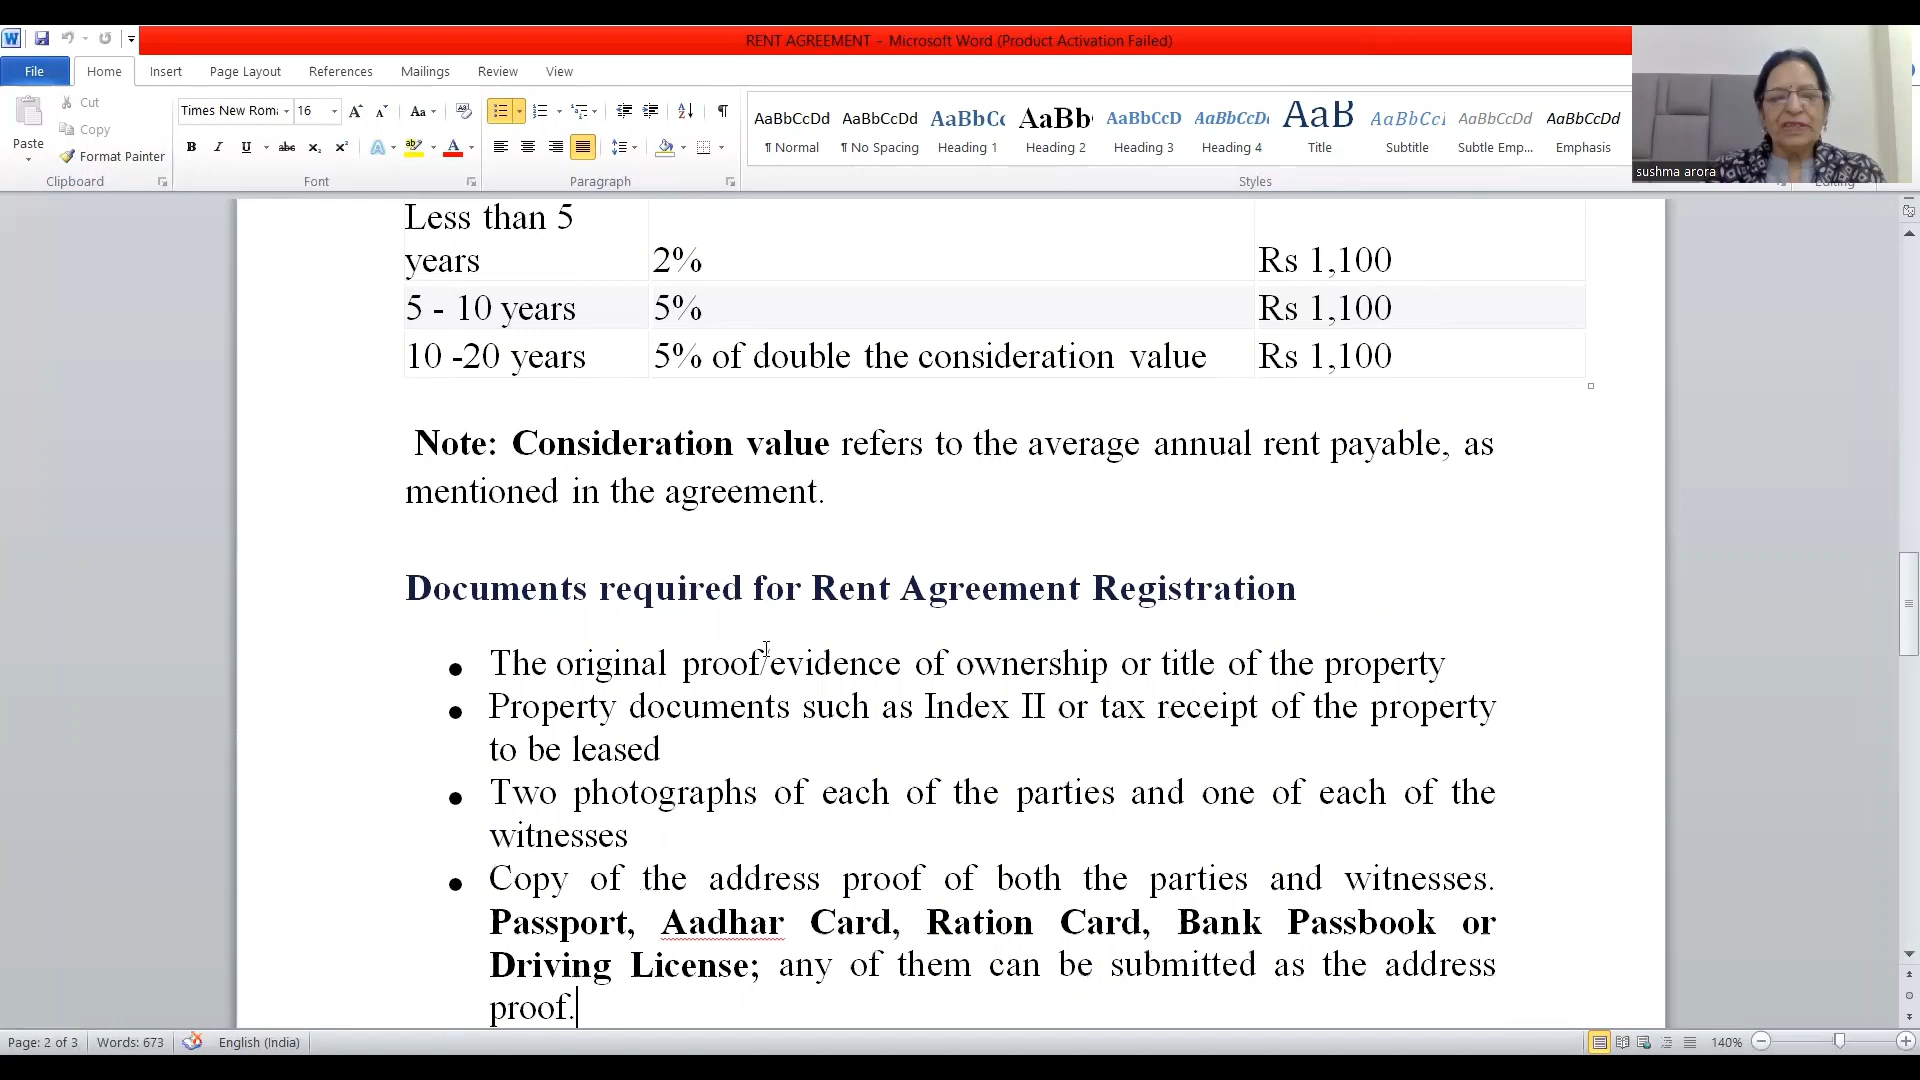 RENT AGREEMENT - Microsoft Word (Product Activation Failed)
File Home Insert Page Layout References Mailings Review View
Paste
Cut
Copy
Format Painter
Clipboard
Times New Rom 16
Font
Paragraph
AaBbCcDd AaBbCcDd AaBbC AaBb AaBbCcD AaBbCcD AaB AaBbCcI AaBbCcDd AaBbCcDd
¶ Normal ¶ No Spacing Heading 1 Heading 2 Heading 3 Heading 4 Title Subtitle Subtle Emp... Emphasis
Styles
Editing
sushma arora
Less than 5
years 2% Rs 1,100
5 - 10 years 5% Rs 1,100
10 -20 years 5% of double the consideration value Rs 1,100
Note: Consideration value refers to the average annual rent payable, as
mentioned in the agreement.
Documents required for Rent Agreement Registration
● The original proof/evidence of ownership or title of the property
● Property documents such as Index II or tax receipt of the property
to be leased
● Two photographs of each of the parties and one of each of the
witnesses
● Copy of the address proof of both the parties and witnesses.
Passport, Aadhar Card, Ration Card, Bank Passbook or
Driving License; any of them can be submitted as the address
proof.
Page: 2 of 3 Words: 673 English (India) 140%